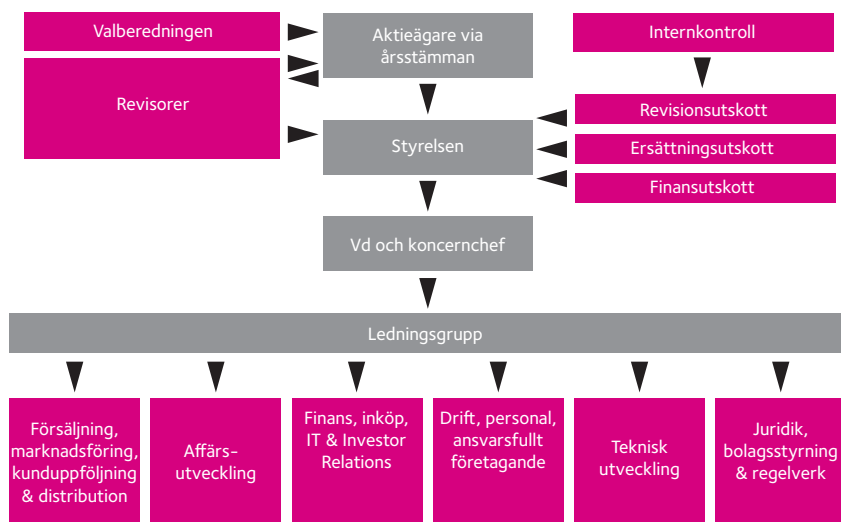 Valberedningen
Aktieägare via
årsstämman
Internkontroll
Revisorer
Revisionsutskott
Styrelsen
Ersättningsutskott
Finansutskott
Vd och koncernchef
Ledningsgrupp
Försäljning,
marknadsföring,
kunduppföljning
& distribution
Affärs-
utveckling
Finans, inköp,
IT & Investor
Relations
Drift, personal,
ansvarsfullt
företagande
Teknisk
utveckling
Juridik,
bolagsstyrning
& regelverk